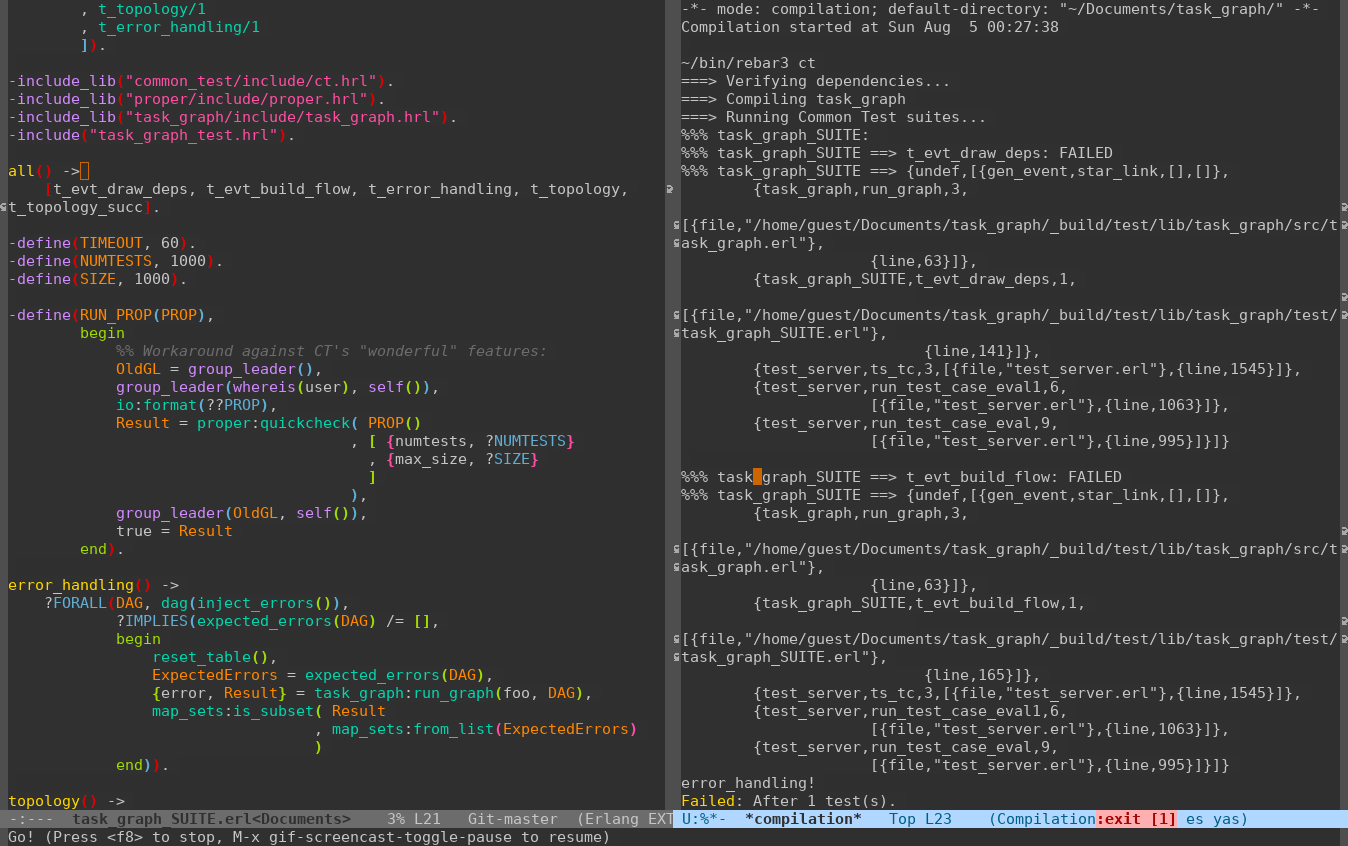 , t_topology/1
        , t_error_handling/1
        ]).

-include_lib("common_test/include/ct.hrl").
-include_lib("proper/include/proper.hrl").
-include_lib("task_graph/include/task_graph.hrl").
-include("task_graph_test.hrl").

all() ->
    [t_evt_draw_deps, t_evt_build_flow, t_error_handling, t_topology,
t_topology_succ].

-define(TIMEOUT, 60).
-define(NUMTESTS, 1000).
-define(SIZE, 1000).

-define(RUN_PROP(PROP),
        begin
            %% Workaround against CT's "wonderful" features:
            OldGL = group_leader(),
            group_leader(whereis(user), self()),
            io:format(??PROP),
            Result = proper:quickcheck( PROP()
                                      , [ {numtests, ?NUMTESTS}
                                        , {max_size, ?SIZE}
                                        ]
                                      ),
            group_leader(OldGL, self()),
            true = Result
        end).

error_handling() ->
    ?FORALL(DAG, dag(inject_errors()),
            ?IMPLIES(expected_errors(DAG) /= [],
            begin
                reset_table(),
                ExpectedErrors = expected_errors(DAG),
                {error, Result} = task_graph:run_graph(foo, DAG),
                map_sets:is_subset( Result
                                  , map_sets:from_list(ExpectedErrors)
                                  )
            end)).

topology() ->
-:---  task_graph_SUITE.erl<Documents>    3% L21   Git-master  (Erlang EXT
-*- mode: compilation; default-directory: "~/Documents/task_graph/" -*-
Compilation started at Sun Aug  5 00:27:38

~/bin/rebar3 ct
===> Verifying dependencies...
===> Compiling task_graph
===> Running Common Test suites...
%%% task_graph_SUITE:
%%% task_graph_SUITE ==> t_evt_draw_deps: FAILED
%%% task_graph_SUITE ==> {undef,[{gen_event,star_link,[],[]},
        {task_graph,run_graph,3,

[{file,"/home/guest/Documents/task_graph/_build/test/lib/task_graph/src/t
ask_graph.erl"},
                     {line,63}]},
        {task_graph_SUITE,t_evt_draw_deps,1,

[{file,"/home/guest/Documents/task_graph/_build/test/lib/task_graph/test/
task_graph_SUITE.erl"},
                           {line,141}]},
        {test_server,ts_tc,3,[{file,"test_server.erl"},{line,1545}]},
        {test_server,run_test_case_eval1,6,
                     [{file,"test_server.erl"},{line,1063}]},
        {test_server,run_test_case_eval,9,
                     [{file,"test_server.erl"},{line,995}]}]}

%%% task_graph_SUITE ==> t_evt_build_flow: FAILED
%%% task_graph_SUITE ==> {undef,[{gen_event,star_link,[],[]},
        {task_graph,run_graph,3,

[{file,"/home/guest/Documents/task_graph/_build/test/lib/task_graph/src/t
ask_graph.erl"},
                     {line,63}]},
        {task_graph_SUITE,t_evt_build_flow,1,

[{file,"/home/guest/Documents/task_graph/_build/test/lib/task_graph/test/
task_graph_SUITE.erl"},
                           {line,165}]},
        {test_server,ts_tc,3,[{file,"test_server.erl"},{line,1545}]},
        {test_server,run_test_case_eval1,6,
                     [{file,"test_server.erl"},{line,1063}]},
        {test_server,run_test_case_eval,9,
                     [{file,"test_server.erl"},{line,995}]}]}
error_handling!
Failed: After 1 test(s).
U:%*-  *compilation*   Top L23    (Compilation:exit [1] es yas)
Go! (Press <f8> to stop, M-x gif-screencast-toggle-pause to resume)